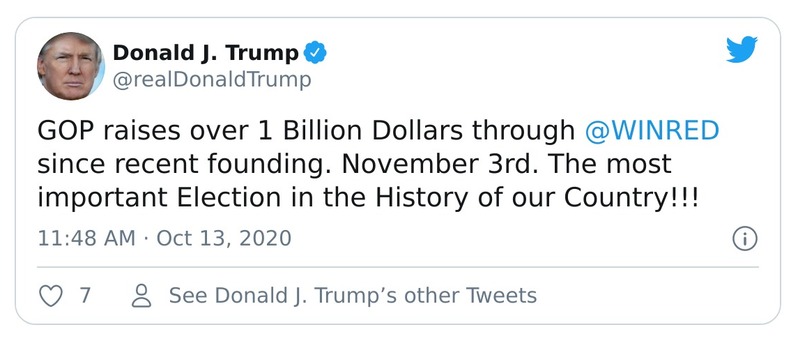 Donald J. Trump
@realDonaldTrump
GOP raises over 1 Billion Dollars through @WINRED
since recent founding. November 3rd. The most
important Election in the History of our Country!!!
11:48 AM · Oct 13, 2020
7 See Donald J. Trump’s other Tweets